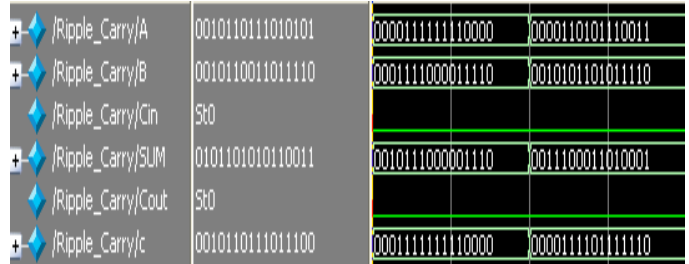 /Ripple_Carry/A 0010110111010101 0000111111110000 0000110101110011
/Ripple_Carry/B 0010110011011110 0001111000011110 0010101101011110
/Ripple_Carry/Cin St0
/Ripple_Carry/SUM 0101101010110011 0010111000001110 0011100011010001
/Ripple_Carry/Cout St0
/Ripple_Carry/c 0010110111011100 0001111111110000 0000111101111110